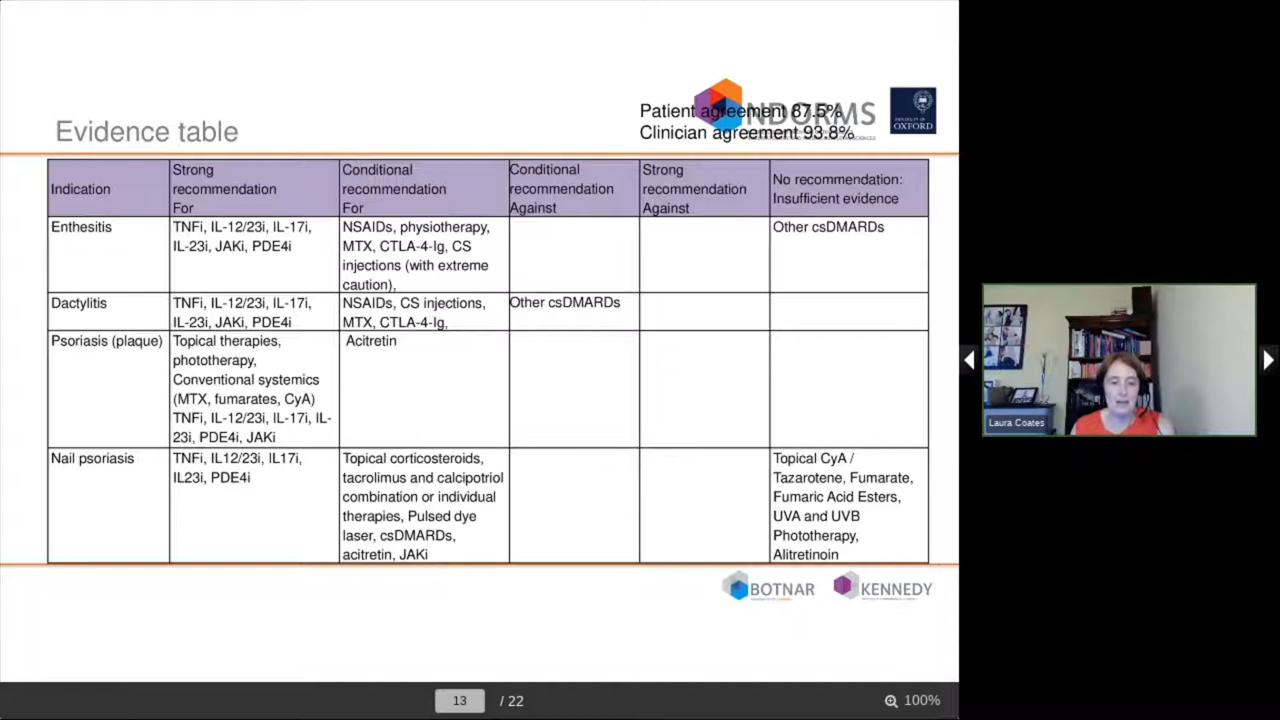 Patient agreement 87.5%
Clinician agreement 93.8%
NDORMS
UNIVERSITY OF
OXFORD
Evidence table
Indication
Strong
recommendation
For
Conditional
recommendation
For
Conditional
recommendation
Against
Strong
recommendation
Against
No recommendation:
Insufficient evidence
Enthesitis
TNFi, IL-12/23i, IL-17i,
IL-23i, JAKi, PDE4i
NSAIDs, physiotherapy,
MTX, CTLA-4-Ig, CS
injections (with extreme
caution),
Other csDMARDs
Dactylitis
TNFi, IL-12/23i, IL-17i,
IL-23i, JAKi, PDE4i
NSAIDs, CS injections,
MTX, CTLA-4-Ig,
Other csDMARDs
Psoriasis (plaque)
Topical therapies,
phototherapy,
Conventional systemics
(MTX, fumarates, CyA)
TNFi, IL-12/23i, IL-17i, IL-
23i, PDE4i, JAKi
Acitretin
Nail psoriasis
TNFi, IL12/23i, IL17i,
IL23i, PDE4i
Topical corticosteroids,
tacrolimus and calcipotriol
combination or individual
therapies, Pulsed dye
laser, csDMARDs,
acitretin, JAKi
Topical CyA /
Tazarotene, Fumarate,
Fumaric Acid Esters,
UVA and UVB
Phototherapy,
Alitretinoin
BOTNAR
KENNEDY
Laura Coates
13 / 22
100%